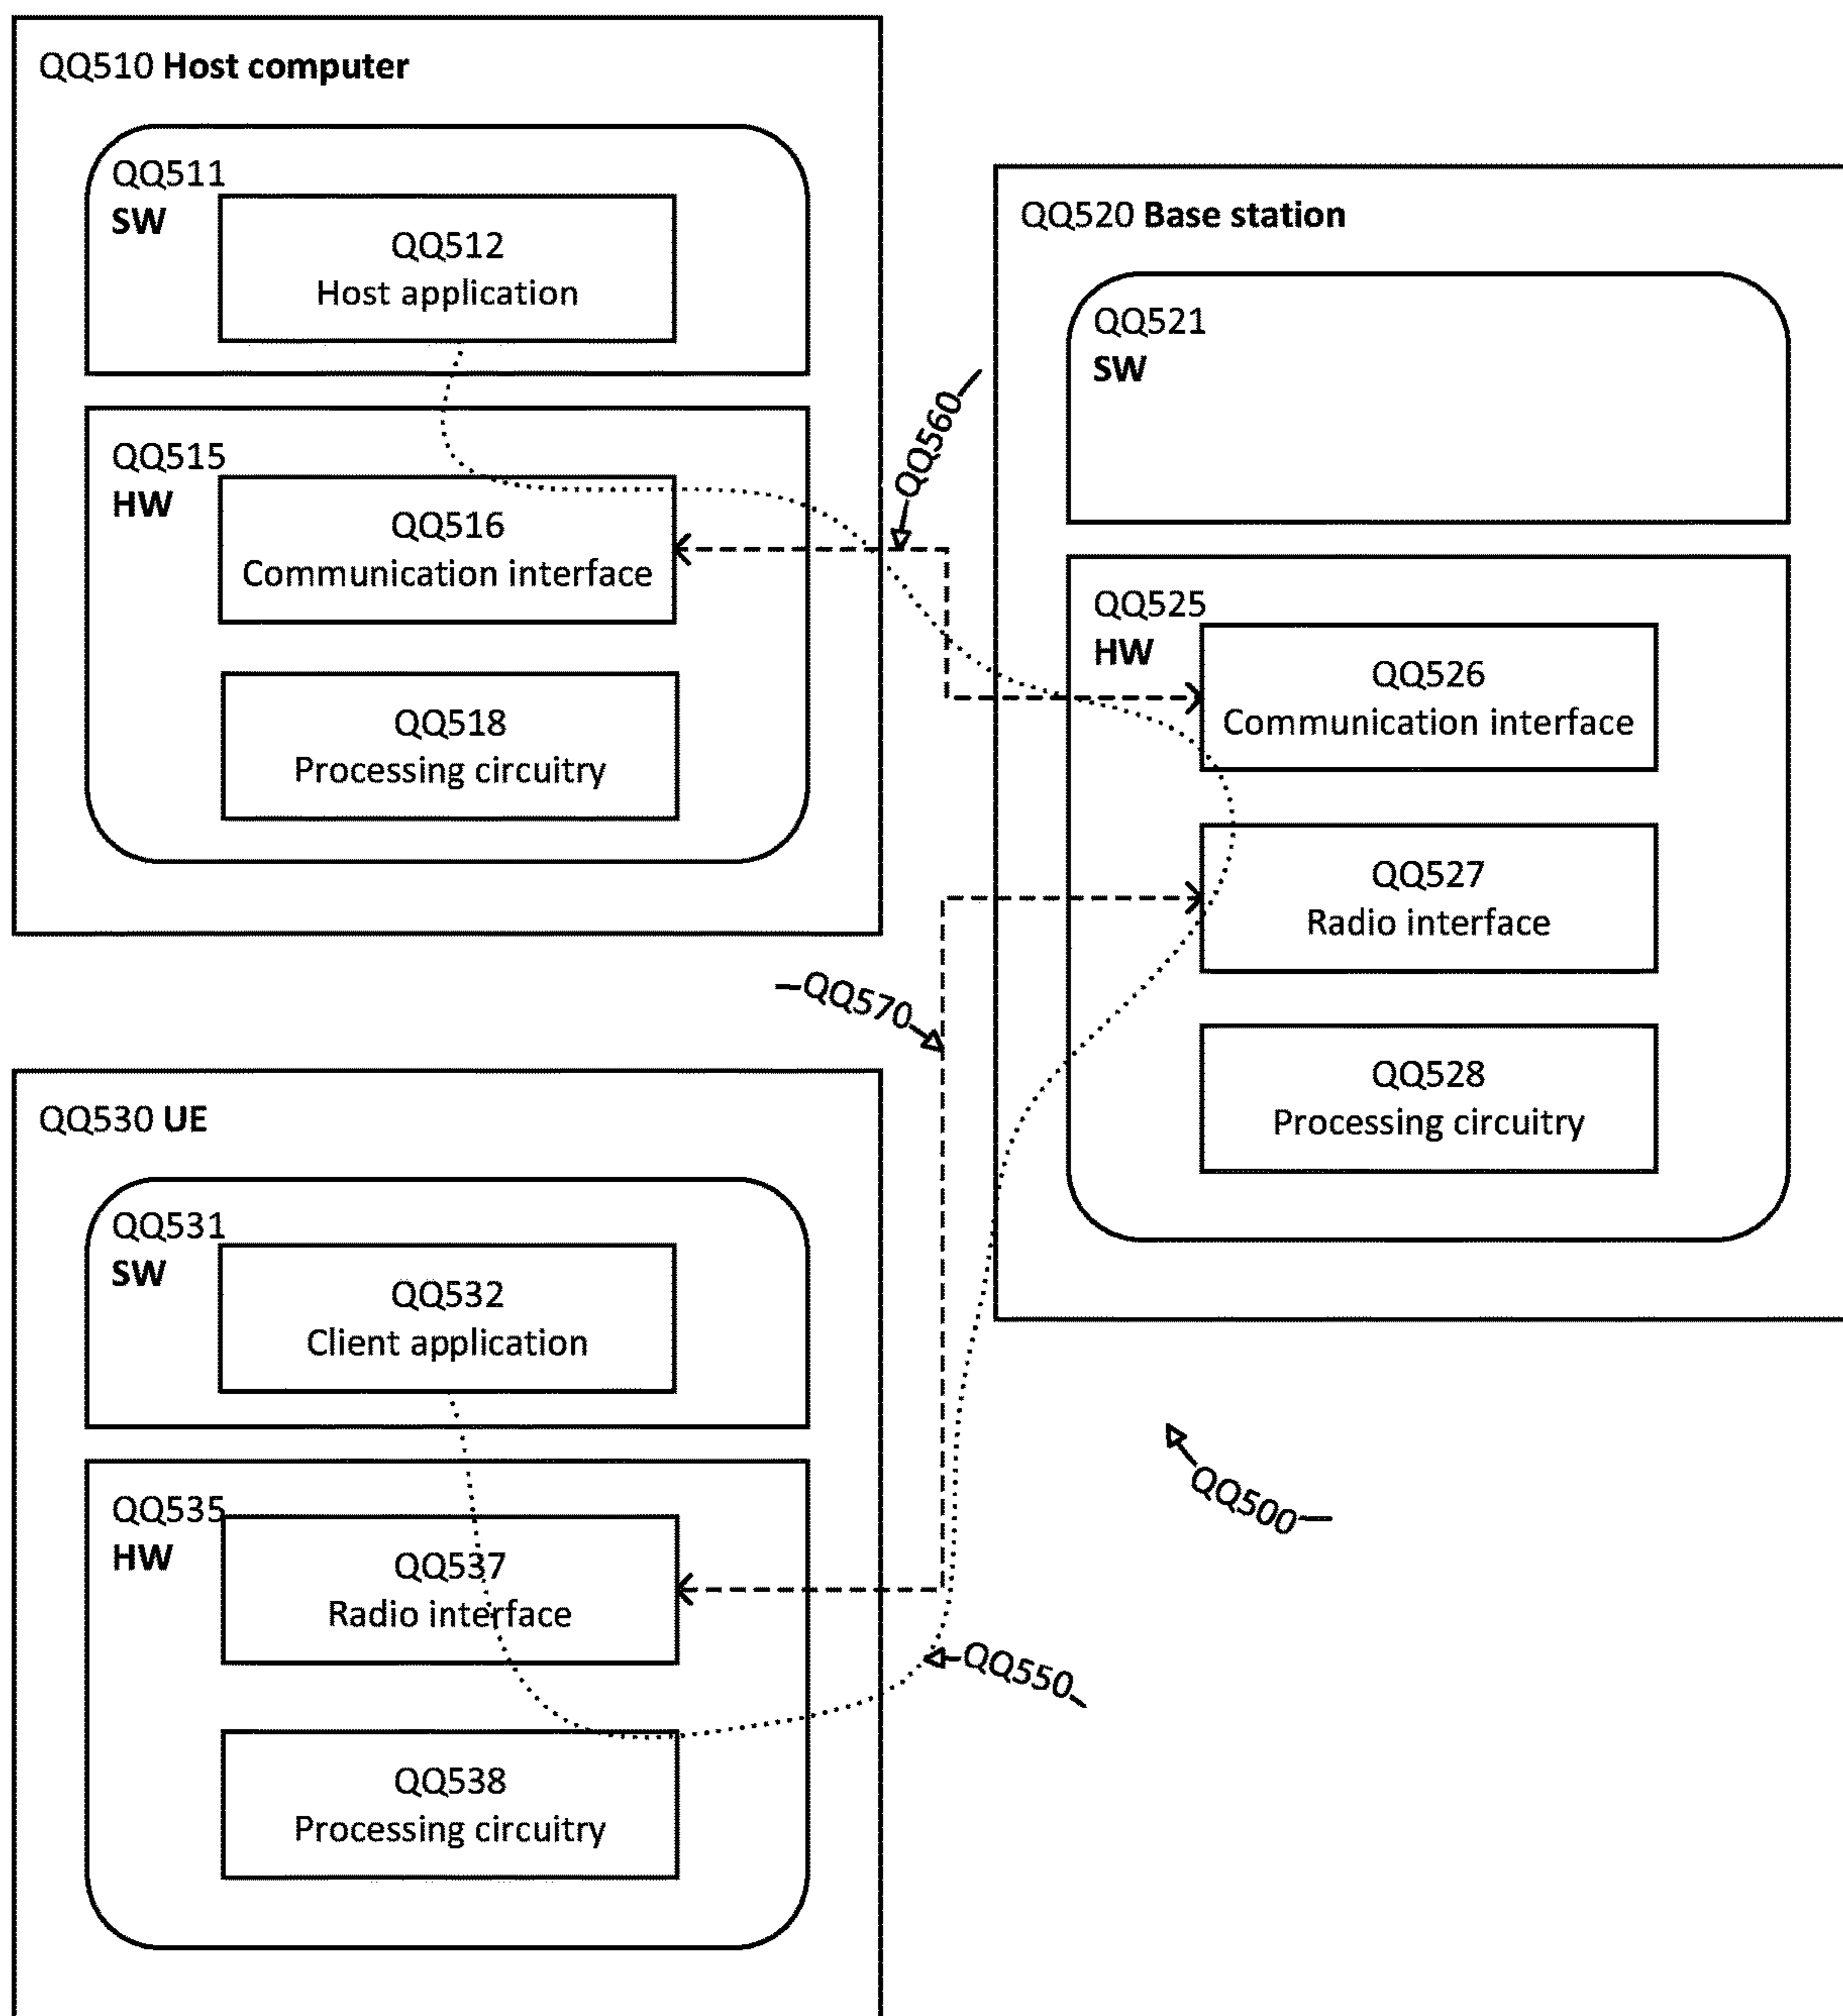 QQ510 Host computer
QQ511
SW
QQ512
Host application
QQ515
HW
QQ516
Communication interface
QQ518
Processing circuitry
QQ560
QQ520 Base station
QQ521
SW
QQ525
HW
QQ526
Communication interface
QQ527
Radio interface
QQ528
Processing circuitry
QQ570
QQ530 UE
QQ531
SW
QQ532
Client application
QQ535
HW
QQ537
Radio interface
QQ538
Processing circuitry
QQ550
QQ500